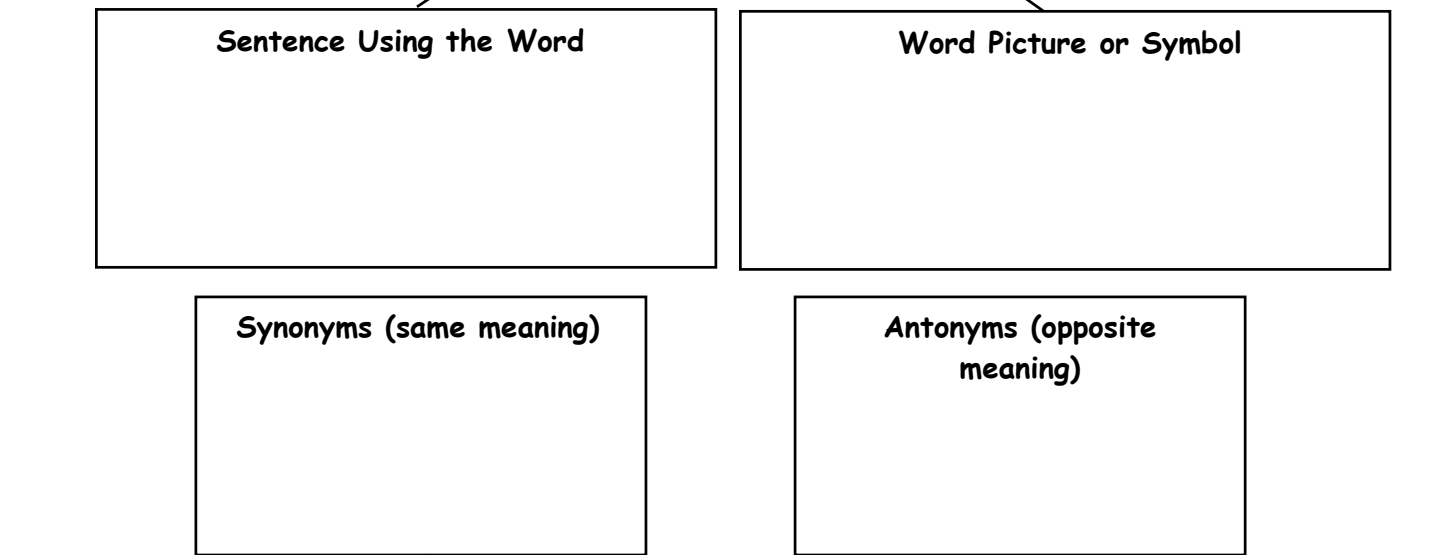 Sentence Using the Word
Word Picture or Symbol
Synonyms (same meaning)
Antonyms (opposite
meaning)